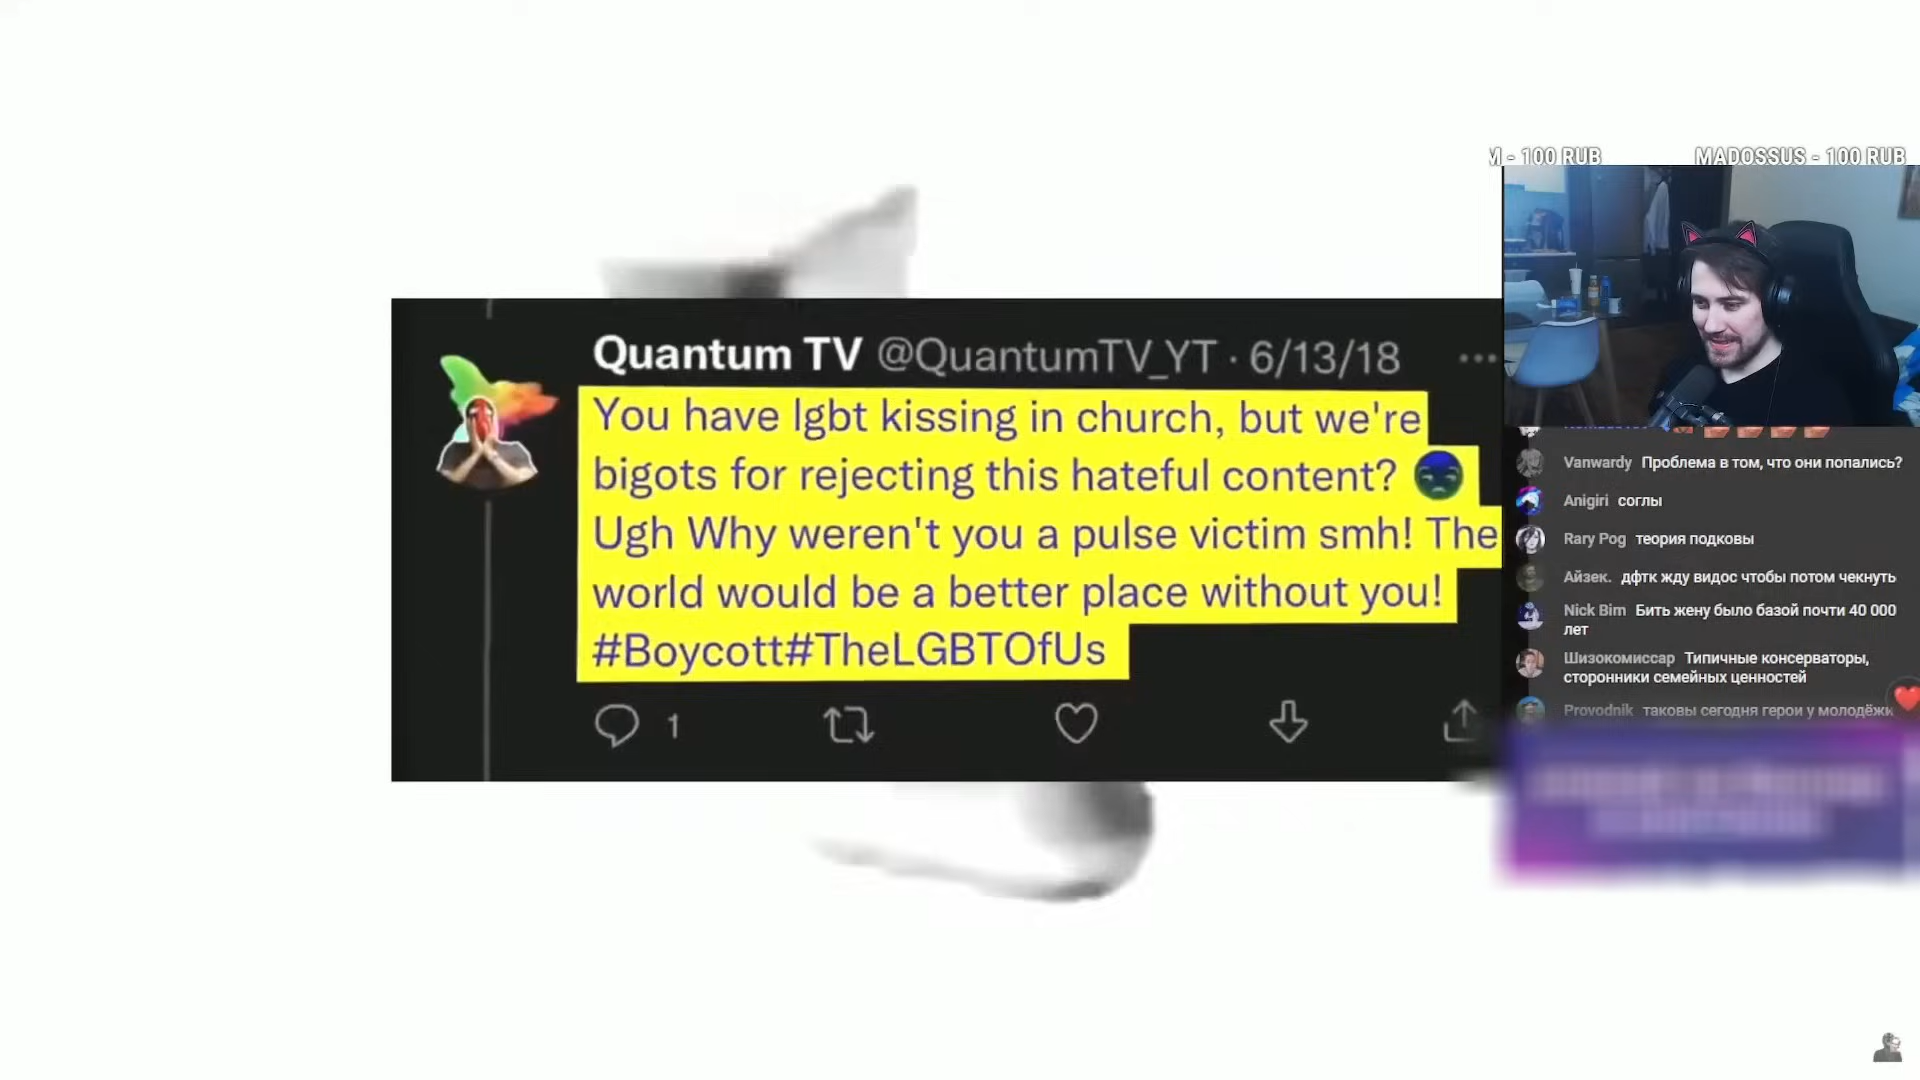 M - 100 RUB MADOSSUS - 100 RUB
Quantum TV @QuantumTV_YT · 6/13/18
You have lgbt kissing in church, but we're
bigots for rejecting this hateful content?
Ugh Why weren't you a pulse victim smh! The
world would be a better place without you!
#Boycott#TheLGBTOfUs
1
Vanwardy Проблема в том, что они попались?
Anigiri соглы
Rary Pog теория подковы
Айзек. дфтк жду видос чтобы потом чекнуть
Nick Bim Бить жену было базой почти 40 000
лет
Шизокомиссар Типичные консерваторы,
сторонники семейных ценностей
Provodnik таковы сегодня герои у молодёжи